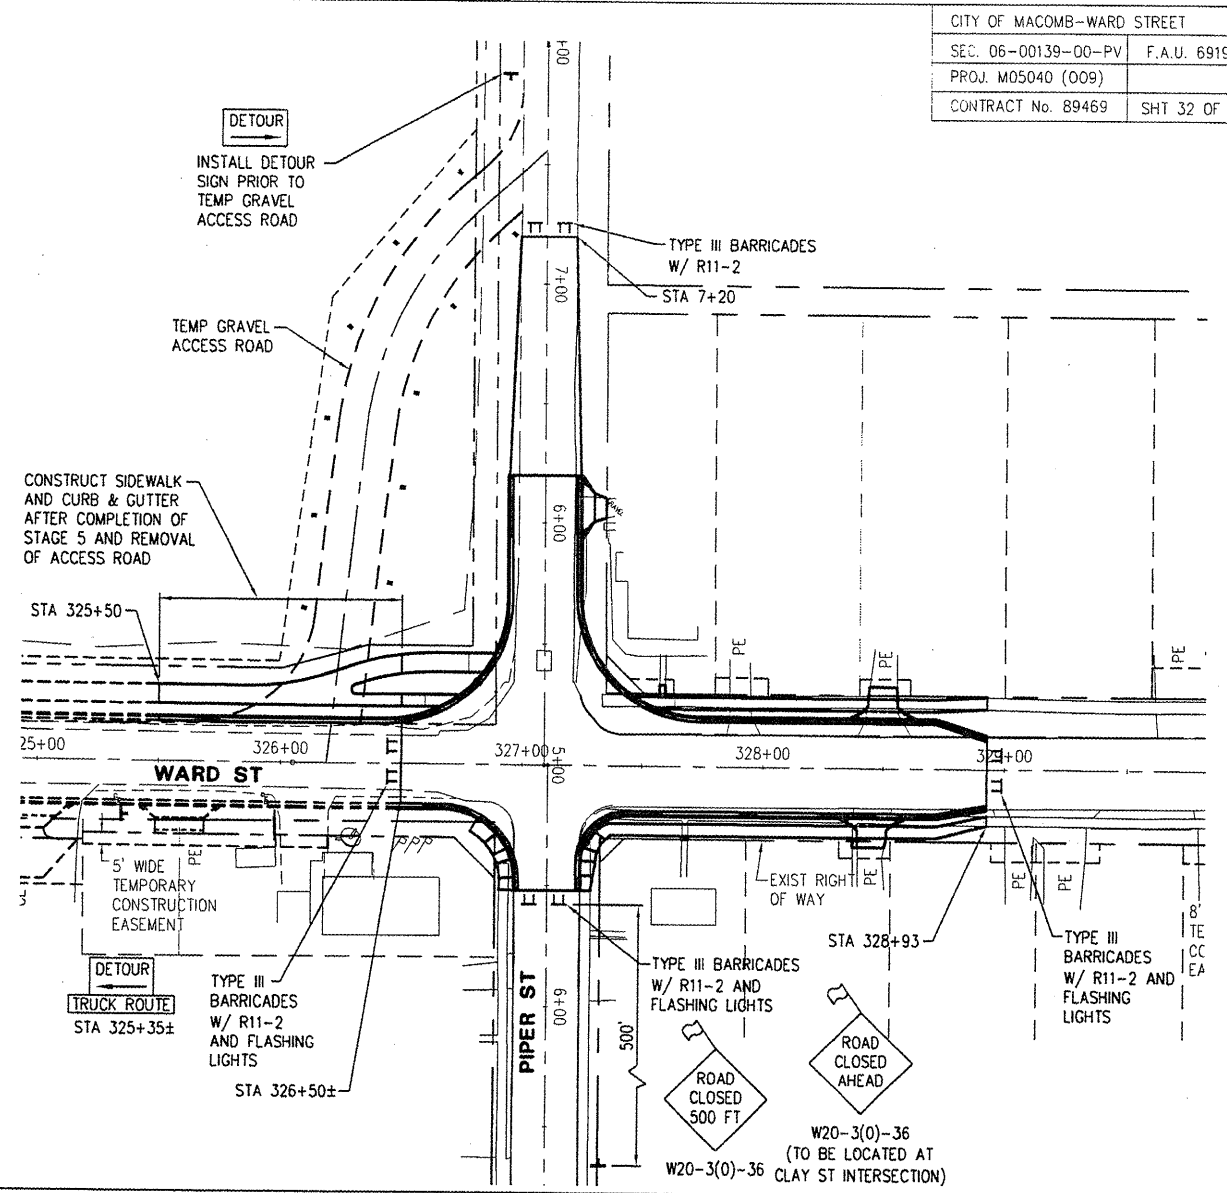 CITY OF MACOMB-WARD STREET
SEC. 06-00139-00-PV F.A.U. 6919
PROJ. M05040 (009)
CONTRACT No. 89469 SHT 32 OF
+00
DETOUR
INSTALL DETOUR
SIGN PRIOR TO
TEMP GRAVEL
ACCESS ROAD
TYPE III BARRICADES
W/ R11-2
STA 7+20
7+00
TEMP GRAVEL
ACCESS ROAD
CONSTRUCT SIDEWALK
AND CURB & GUTTER
AFTER COMPLETION OF
STAGE 5 AND REMOVAL
OF ACCESS ROAD
6+00
STA 325+50
PE
PE
PE
25+00
326+00
327+00
5+00
328+00
329+00
WARD ST
PPP
5' WIDE
TEMPORARY
CONSTRUCTION
EASEMENT
PE
EXIST RIGHT
OF WAY
PE
PE
PE
8'
TE
CO
EA
STA 328+93
TYPE III
BARRICADES
W/ R11-2 AND
FLASHING
LIGHTS
DETOUR
TRUCK ROUTE
STA 325+35±
TYPE III
BARRICADES
W/ R11-2
AND FLASHING
LIGHTS
STA 326+50±
PIPER ST
6+00
TYPE III BARRICADES
W/ R11-2 AND
FLASHING LIGHTS
500'
ROAD
CLOSED
500 FT
W20-3(0)-36
ROAD
CLOSED
AHEAD
W20-3(0)-36
(TO BE LOCATED AT
CLAY ST INTERSECTION)